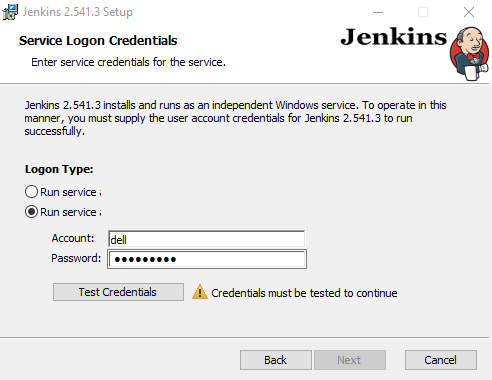 Jenkins 2.541.3 Setup
Service Logon Credentials
Enter service credentials for the service.
Jenkins
Jenkins 2.541.3 installs and runs as an independent Windows service. To operate in this
manner, you must supply the user account credentials for Jenkins 2.541.3 to run
successfully.
Logon Type:
Run service
Run service
Account: dell
Password: ●●●●●●●●●
Test Credentials Credentials must be tested to continue
Back Next Cancel